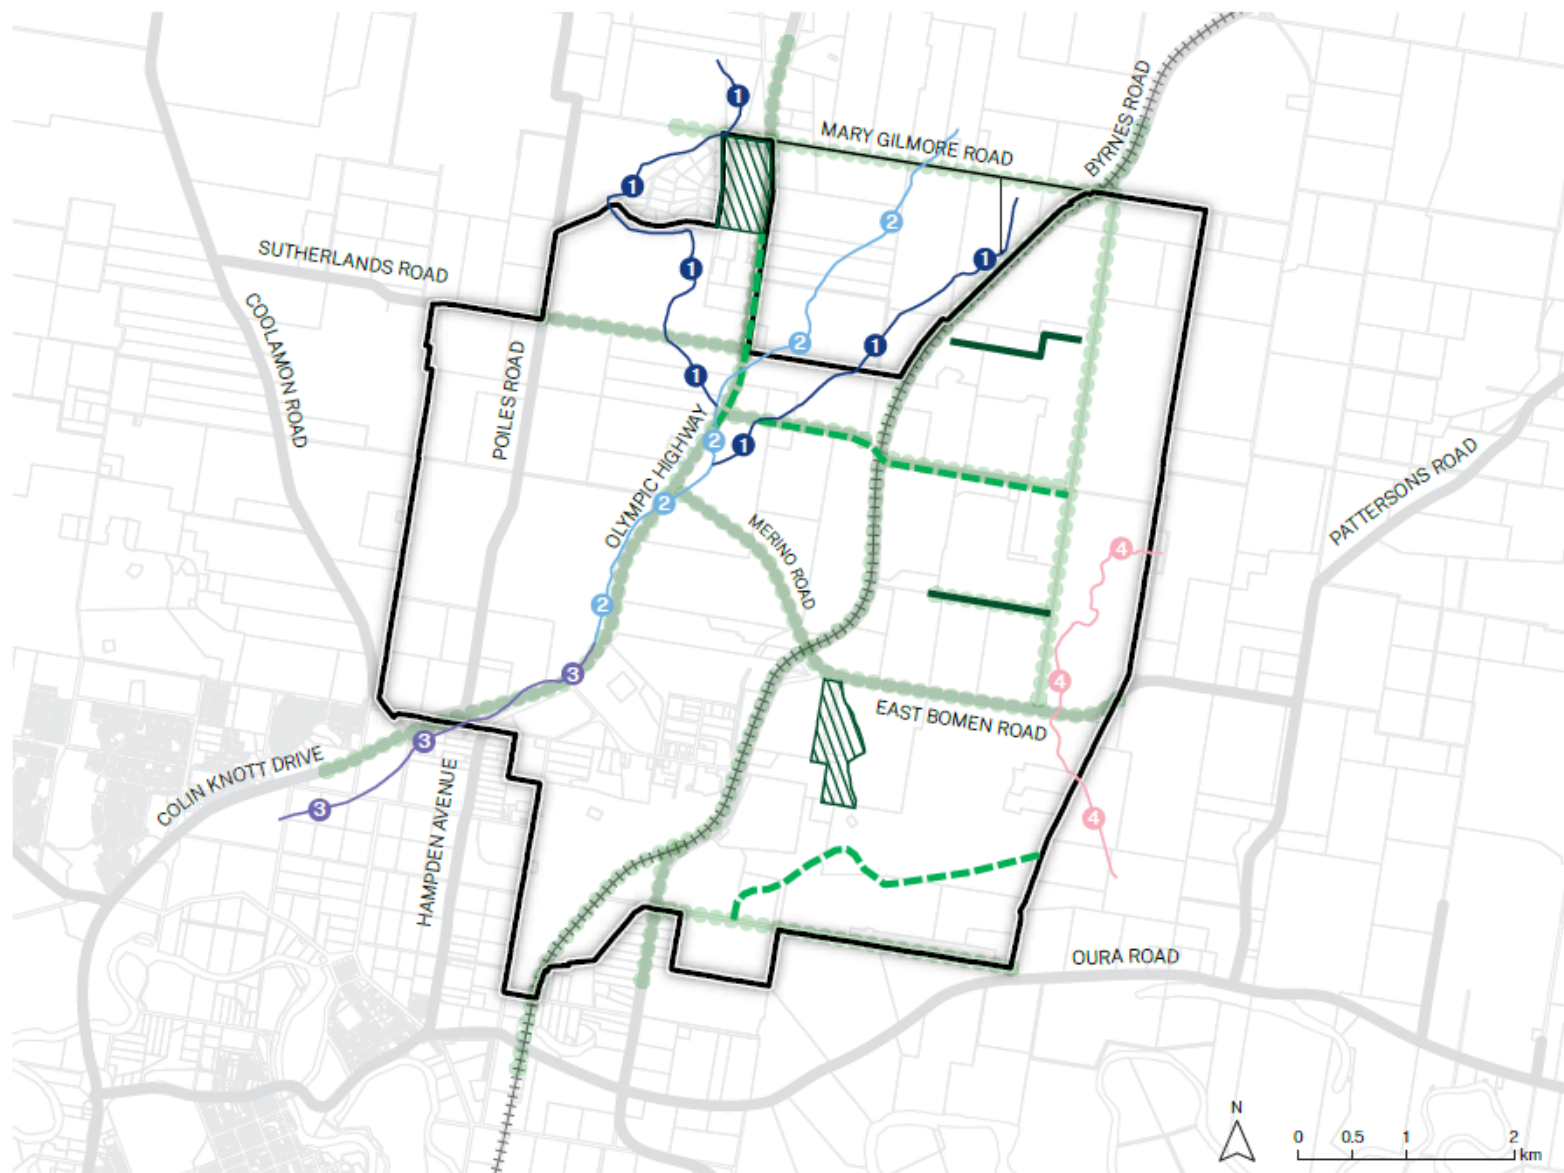 1
MARY GILMORE ROAD
BYRNES ROAD
1
2
SUTHERLANDS ROAD
1
1
COOLAMON ROAD
POILES ROAD
2
1
1
OLYMPIC HIGHWAY
2
1
PATTERSONS ROAD
2
MERINO ROAD
4
2
3
4
EAST BOMEN ROAD
3
COLIN KNOTT DRIVE
HAMPDEN AVENUE
3
4
OURA ROAD
N
0 0.5 1 2
km